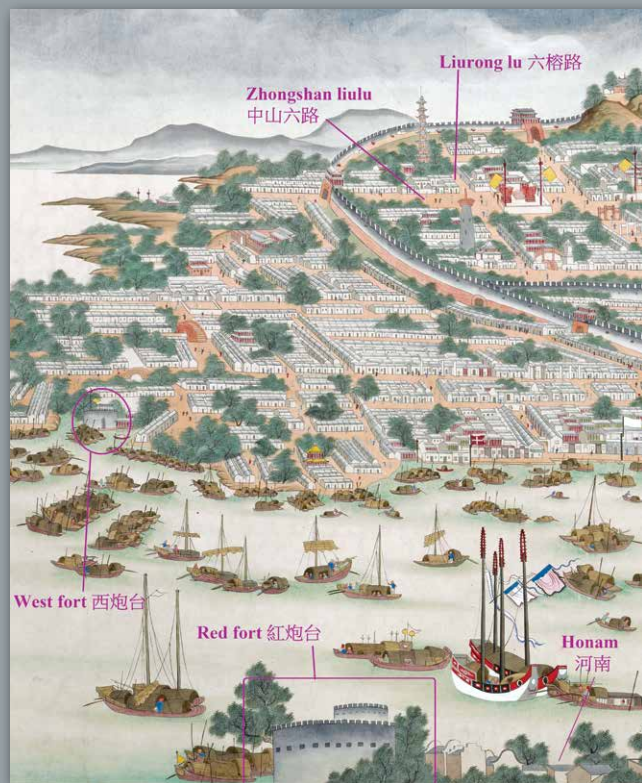 Liurong lu 六榕路
Zhongshan liulu
中山六路
West fort 西炮台
Red fort 紅炮台
Honam
河南